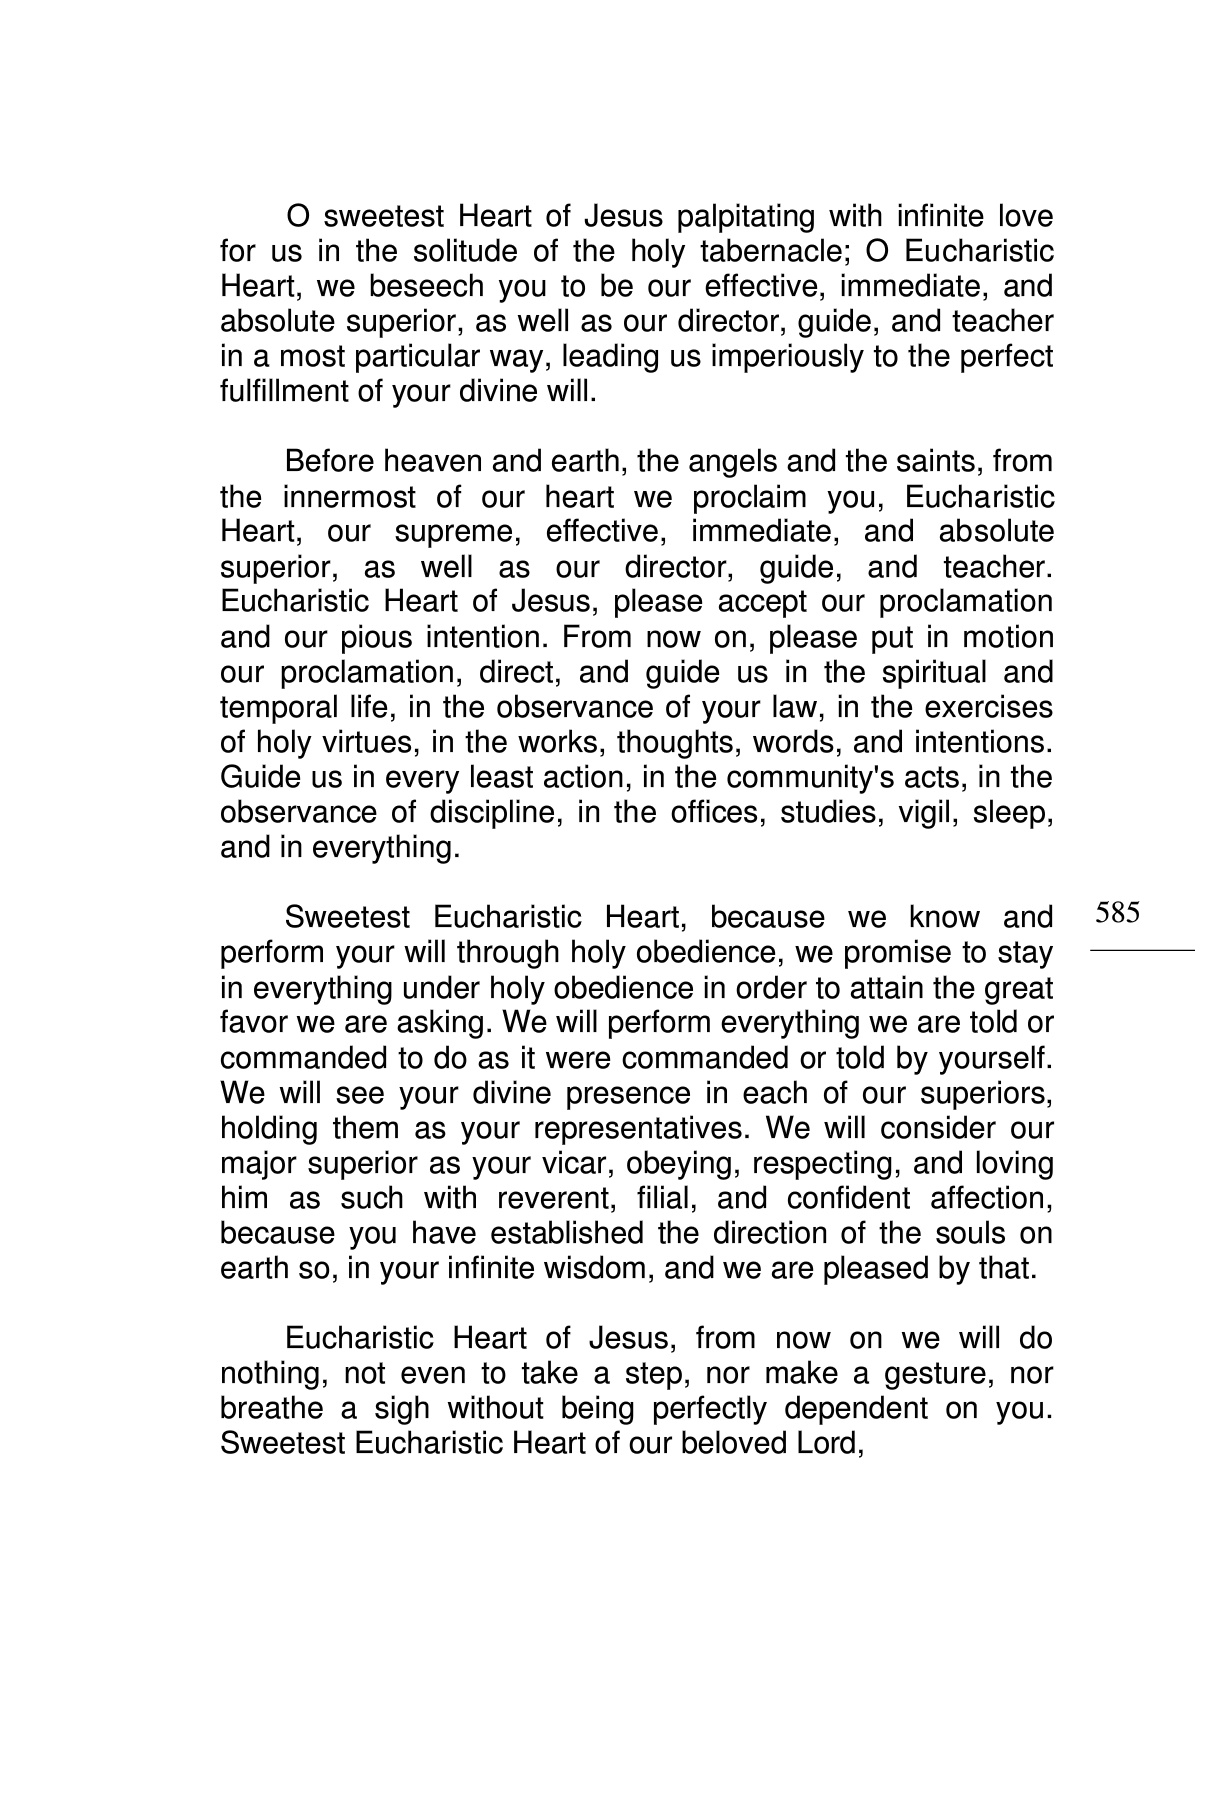 O sweetest Heart of Jesus palpitating with infinite love
for us in the solitude of the holy tabernacle; O Eucharistic
Heart, we beseech you to be our effective, immediate, and
absolute superior, as well as our director, guide, and teacher
in a most particular way, leading us imperiously to the perfect
fulfillment of your divine will.
Before heaven and earth, the angels and the saints, from
the innermost of our heart we proclaim you, Eucharistic
Heart, our supreme, effective, immediate, and absolute
superior, as well as our director, guide, and teacher.
Eucharistic Heart of Jesus, please accept our proclamation
and our pious intention. From now on, please put in motion
our proclamation, direct, and guide us in the spiritual and
temporal life, in the observance of your law, in the exercises
of holy virtues, in the works, thoughts, words, and intentions.
Guide us in every least action, in the community's acts, in the
observance of discipline, in the offices, studies, vigil, sleep,
and in everything.
Sweetest Eucharistic Heart, because we know and
perform your will through holy obedience, we promise to stay
in everything under holy obedience in order to attain the great
favor we are asking. We will perform everything we are told or
commanded to do as it were commanded or told by yourself.
We will see your divine presence in each of our superiors,
holding them as your representatives. We will consider our
major superior as your vicar, obeying, respecting, and loving
him as such with reverent, filial, and confident affection,
because you have established the direction of the souls on
earth so, in your infinite wisdom, and we are pleased by that.
Eucharistic Heart of Jesus, from now on we will do
nothing, not even to take a step, nor make a gesture, nor
breathe a sigh without being perfectly dependent on you.
Sweetest Eucharistic Heart of our beloved Lord,
585